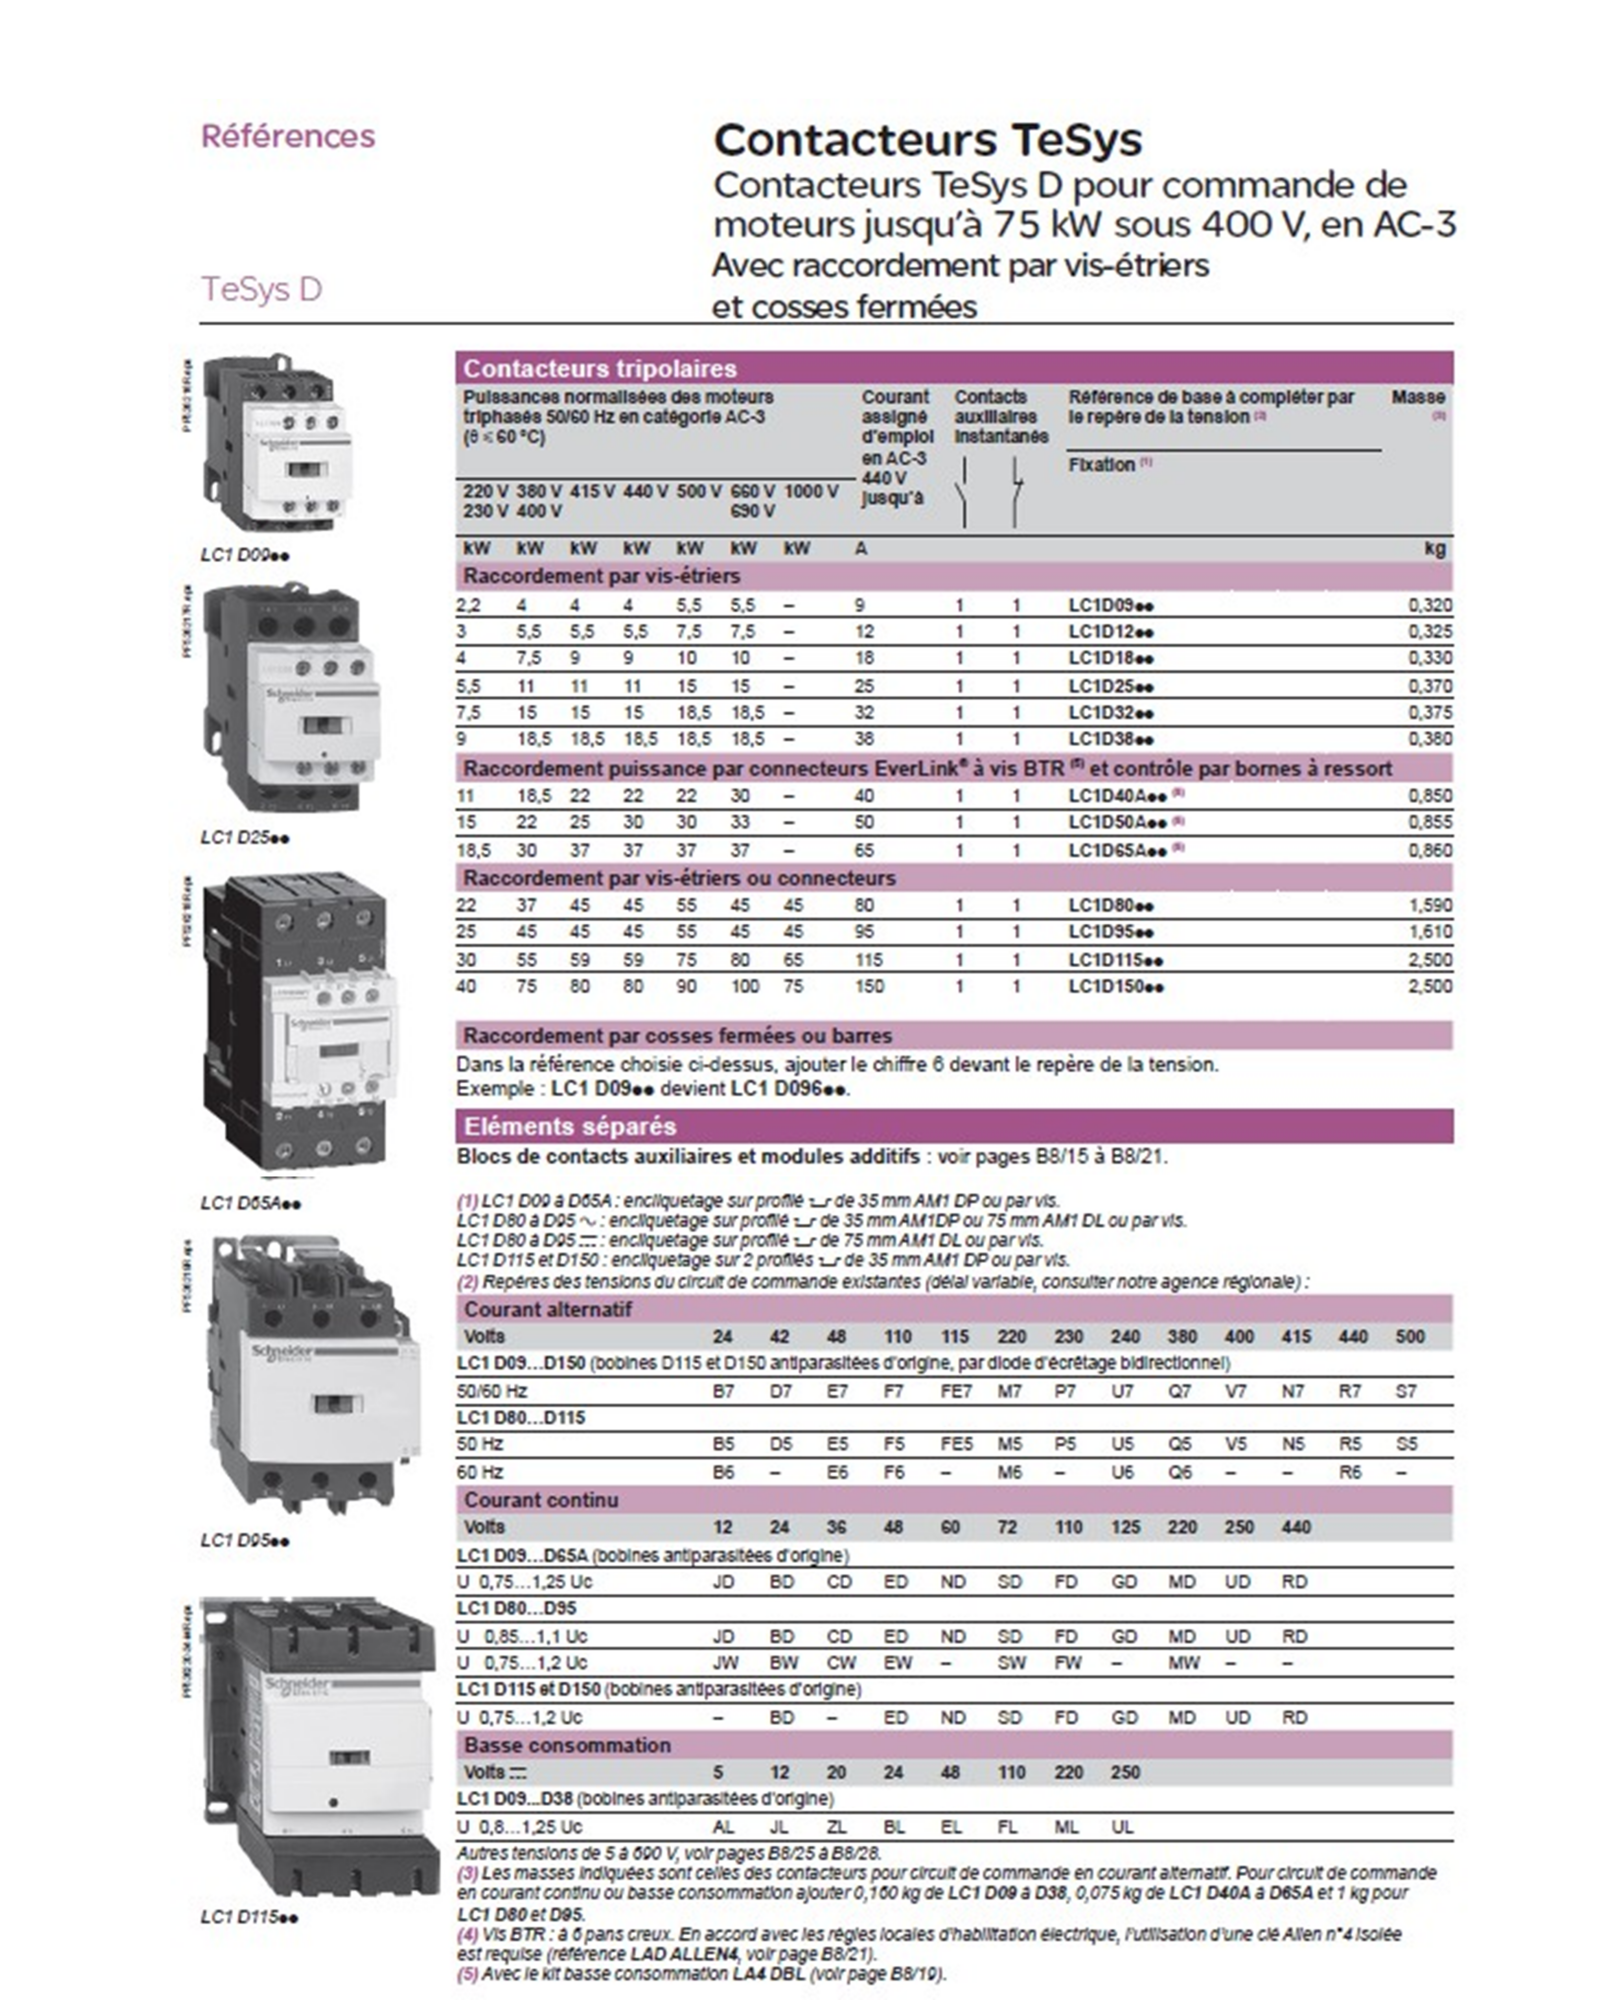 Références
Contacteurs TeSys
Contacteurs TeSys D pour commande de
moteurs jusqu'à 75 kW sous 400 V, en AC-3
Avec raccordement par vis-étriers
et cosses fermées
TeSys D
LC1 D09●●
LC1 D25●●
LC1 D65A●●
LC1 D95●●
LC1 D115●●
Contacteurs tripolaires
Puissances normalisées des moteurs
triphasés 50/60 Hz en catégorie AC-3
(θ ≤ 60 °C)
Courant
assigné
d'emploi
en AC-3
440 V
jusqu'à
Contacts
auxiliaires
instantanés
Référence de base à compléter par
le repère de la tension (2)
Fixation (1)
Masse
(3)
220 V 380 V 415 V 440 V 500 V 660 V 1000 V
230 V 400 V 690 V
kW kW kW kW kW kW kW A kg
Raccordement par vis-étriers
2,2 4 4 4 5,5 5,5 – 9 1 1 LC1D09●● 0,320
3 5,5 5,5 5,5 7,5 7,5 – 12 1 1 LC1D12●● 0,325
4 7,5 9 9 10 10 – 18 1 1 LC1D18●● 0,330
5,5 11 11 11 15 15 – 25 1 1 LC1D25●● 0,370
7,5 15 15 15 18,5 18,5 – 32 1 1 LC1D32●● 0,375
9 18,5 18,5 18,5 18,5 18,5 – 38 1 1 LC1D38●● 0,380
Raccordement puissance par connecteurs EverLink® à vis BTR et contrôle par bornes à ressort
11 18,5 22 22 22 30 – 40 1 1 LC1D40A●● 0,850
15 22 25 30 30 33 – 50 1 1 LC1D50A●● 0,855
18,5 30 37 37 37 37 – 65 1 1 LC1D65A●● 0,860
Raccordement par vis-étriers ou connecteurs
22 37 45 45 55 45 45 80 1 1 LC1D80●● 1,590
25 45 45 45 55 45 45 95 1 1 LC1D95●● 1,610
30 55 59 59 75 80 65 115 1 1 LC1D115●● 2,500
40 75 80 80 90 100 75 150 1 1 LC1D150●● 2,500
Raccordement par cosses fermées ou barres
Dans la référence choisie ci-dessus, ajouter le chiffre 6 devant le repère de la tension.
Exemple : LC1 D09●● devient LC1 D096●●.
Eléments séparés
Blocs de contacts auxiliaires et modules additifs : voir pages B8/15 à B8/21.
(1) LC1 D09 à D65A : encliquetage sur profilé de 35 mm AM1 DP ou par vis.
LC1 D80 à D95 ~ : encliquetage sur profilé de 35 mm AM1DP ou 75 mm AM1 DL ou par vis.
LC1 D80 à D95 ⎓ : encliquetage sur profilé de 75 mm AM1 DL ou par vis.
LC1 D115 et D150 : encliquetage sur 2 profilés de 35 mm AM1 DP ou par vis.
(2) Repères des tensions du circuit de commande existantes (délai variable, consulter notre agence régionale) :
Courant alternatif
Volts 24 42 48 110 115 220 230 240 380 400 415 440 500
LC1 D09...D150 (bobines D115 et D150 antiparasitées d'origine, par diode d'écrêtage bidirectionnel)
50/60 Hz B7 D7 E7 F7 FE7 M7 P7 U7 Q7 V7 N7 R7 S7
LC1 D80...D115
50 Hz B5 D5 E5 F5 FE5 M5 P5 U5 Q5 V5 N5 R5 S5
60 Hz B6 – E6 F6 – M6 – U6 Q6 – – R6 –
Courant continu
Volts 12 24 36 48 60 72 110 125 220 250 440
LC1 D09...D65A (bobines antiparasitées d'origine)
U 0,75...1,25 Uc JD BD CD ED ND SD FD GD MD UD RD
LC1 D80...D95
U 0,85...1,1 Uc JD BD CD ED ND SD FD GD MD UD RD
U 0,75...1,2 Uc JW BW CW EW – SW FW – MW – –
LC1 D115 et D150 (bobines antiparasitées d'origine)
U 0,75...1,2 Uc – BD – ED ND SD FD GD MD UD RD
Basse consommation
Volts ⎓ 5 12 20 24 48 110 220 250
LC1 D09...D38 (bobines antiparasitées d'origine)
U 0,8...1,25 Uc AL JL ZL BL EL FL ML UL
Autres tensions de 5 à 690 V, voir pages B8/25 à B8/28.
(3) Les masses indiquées sont celles des contacteurs pour circuit de commande en courant alternatif. Pour circuit de commande
en courant continu ou basse consommation ajouter 0,160 kg de LC1 D09 à D38, 0,075 kg de LC1 D40A à D65A et 1 kg pour
LC1 D80 et D95.
(4) Vis BTR : à 6 pans creux. En accord avec les règles locales d'habilitation électrique, l'utilisation d'une clé Allen n°4 isolée
est requise (référence LAD ALLEN4, voir page B8/21).
(5) Avec le kit basse consommation LA4 DBL (voir page B8/19).